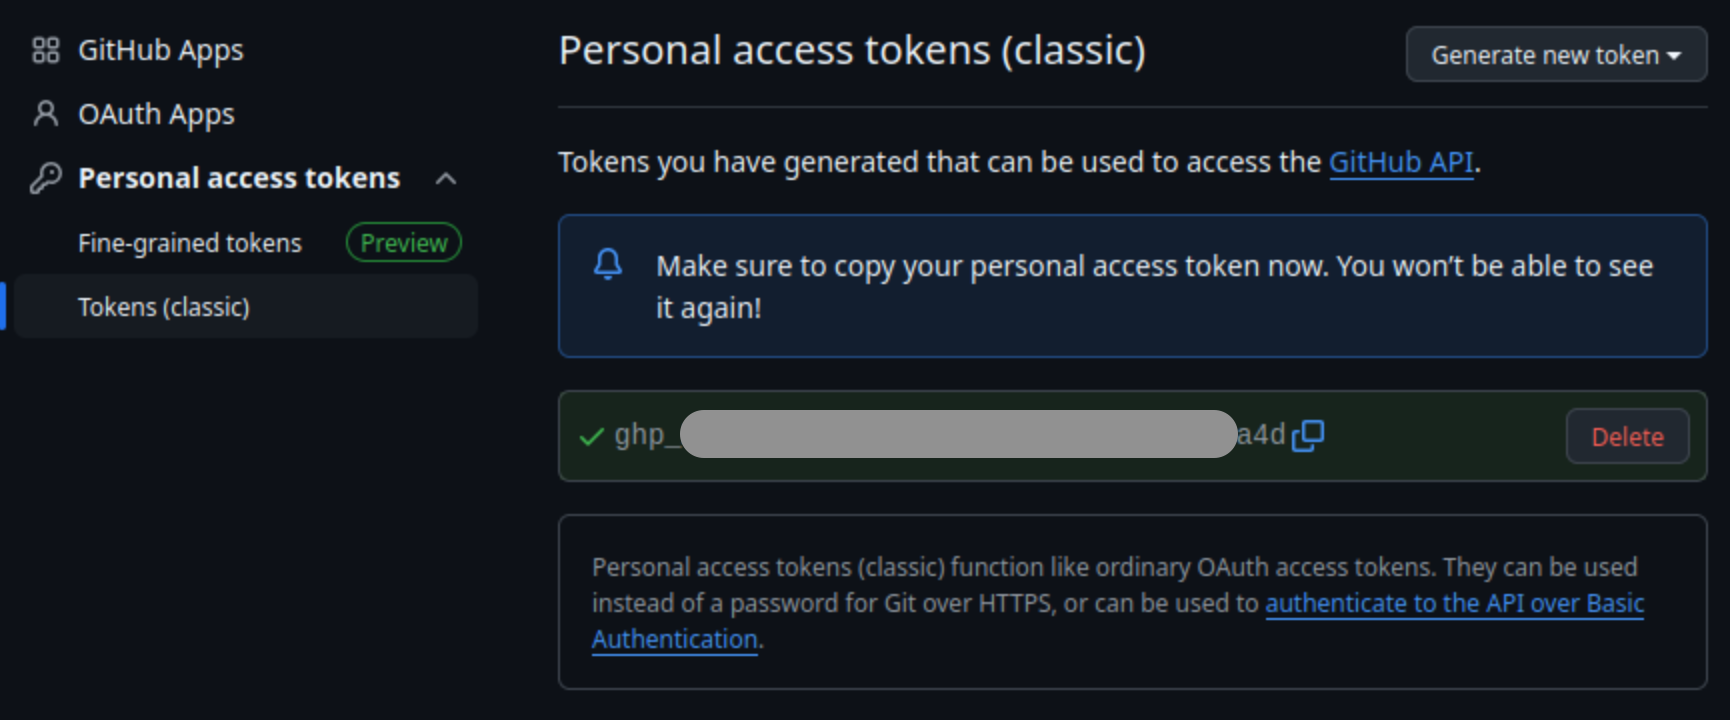 GitHub Apps
OAuth Apps
Personal access tokens
Fine-grained tokens Preview
Tokens (classic)
Personal access tokens (classic)
Generate new token
Tokens you have generated that can be used to access the GitHub API.
Make sure to copy your personal access token now. You won’t be able to see
it again!
ghp_ a4d
Delete
Personal access tokens (classic) function like ordinary OAuth access tokens. They can be used
instead of a password for Git over HTTPS, or can be used to authenticate to the API over Basic
Authentication.